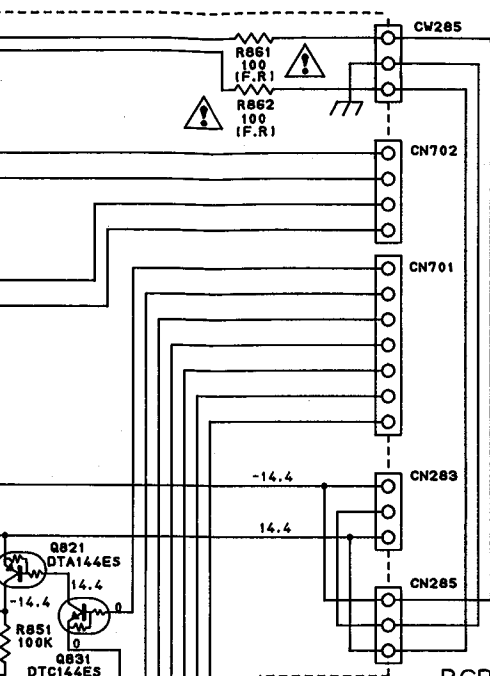 CW285
R861
100
(F.R)
!
R862
100
(F.R)
!
CN702
CN701
-14.4
CN283
14.4
Q821
DTA144ES
14.4
CN285
-14.4
0
R851
100K
0
Q831
DTC144ES